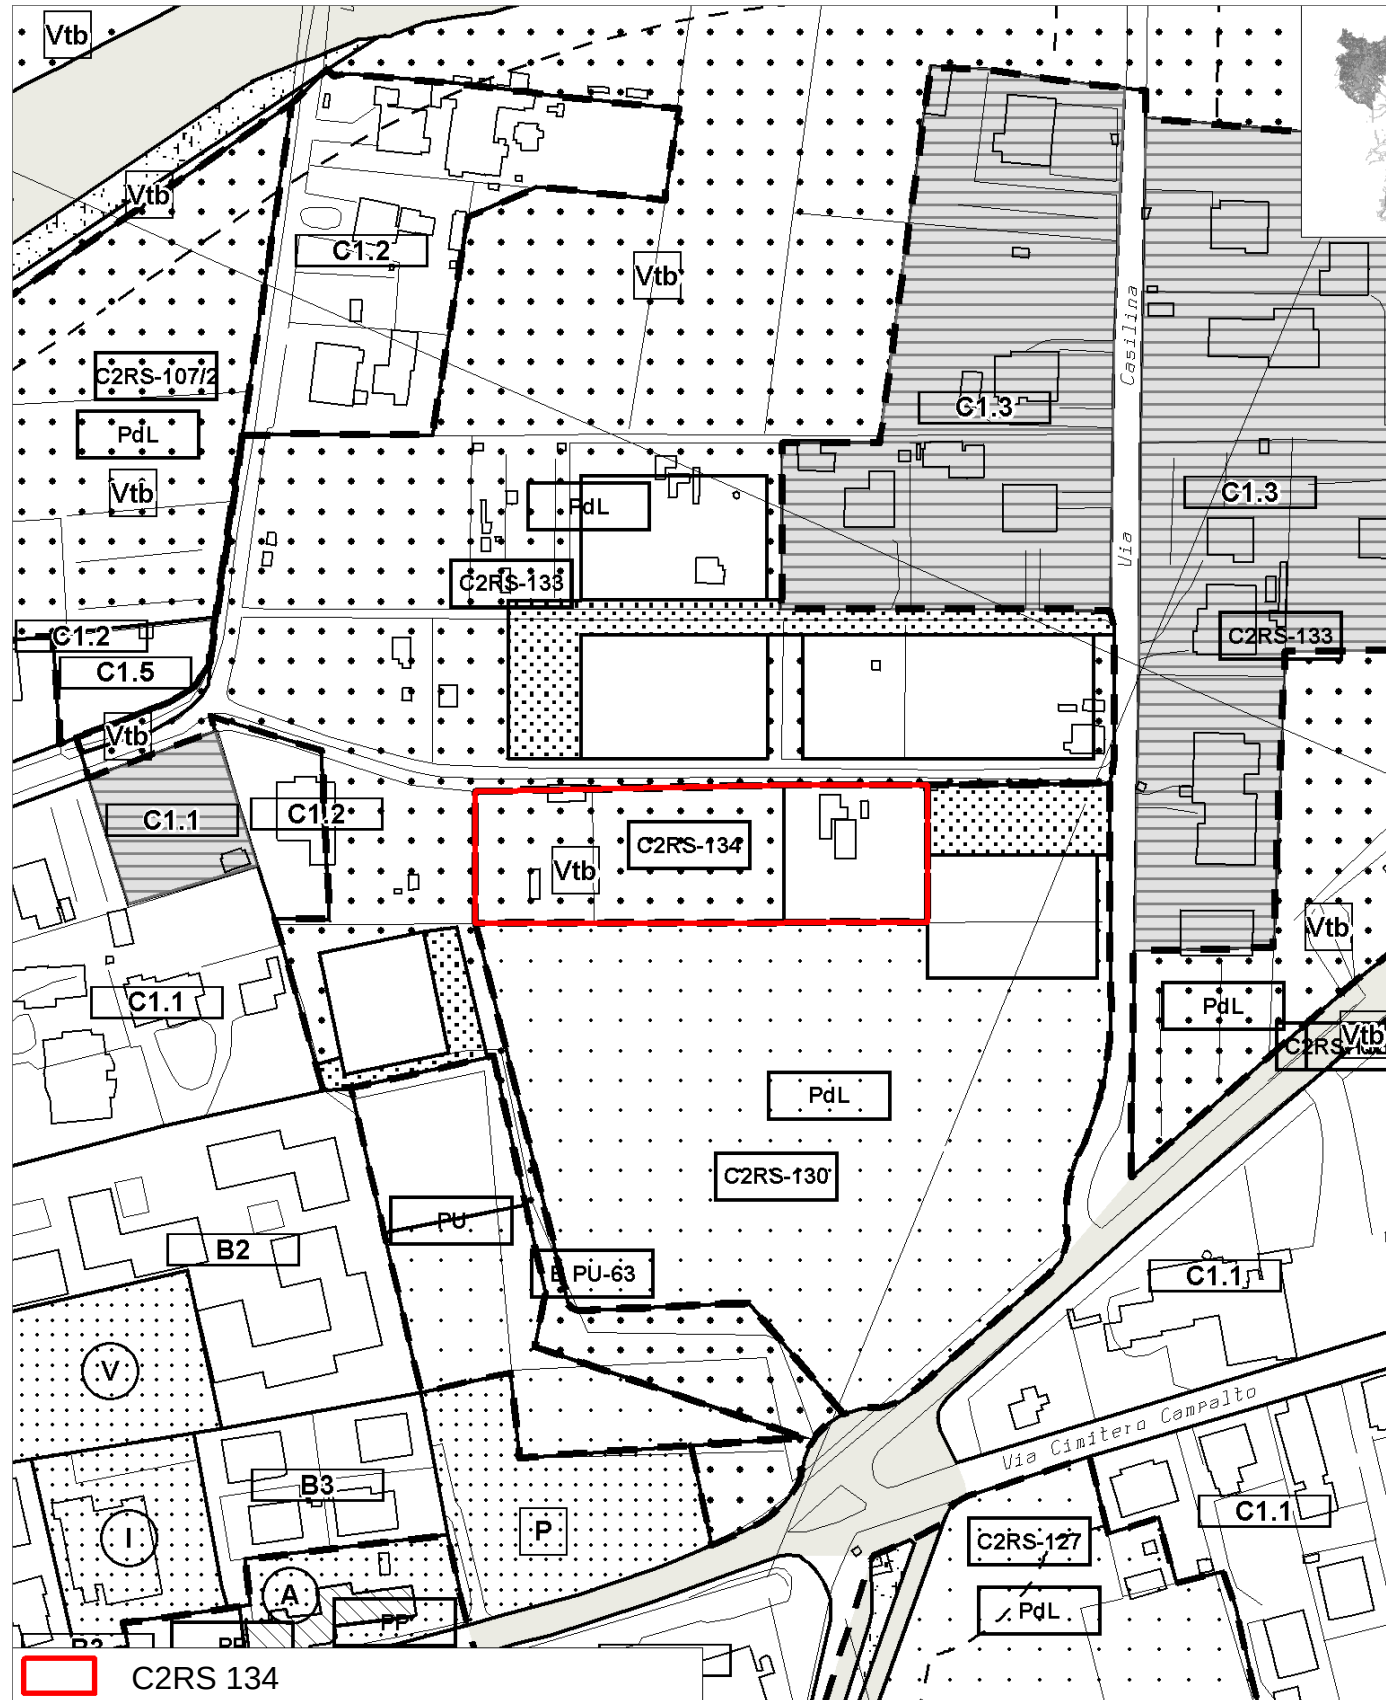 Vtb
Vtb
C1.2
Vtb
Via Casilina
C2RS-107/2
PdL
C1.3
Vtb
PdL
C1.3
C2RS-133
C1.2
C2RS-133
C1.5
Vtb
C1.1
C1.2
C2RS-134
Vtb
Vtb
C1.1
PdL
Vtb
C2RS
PdL
C2RS-130
PU
B2
PU-63
C1.1
V
Via Cimitero Campalto
B3
C1.1
P
I
C2RS-127
A
PdL
PP
C2RS 134